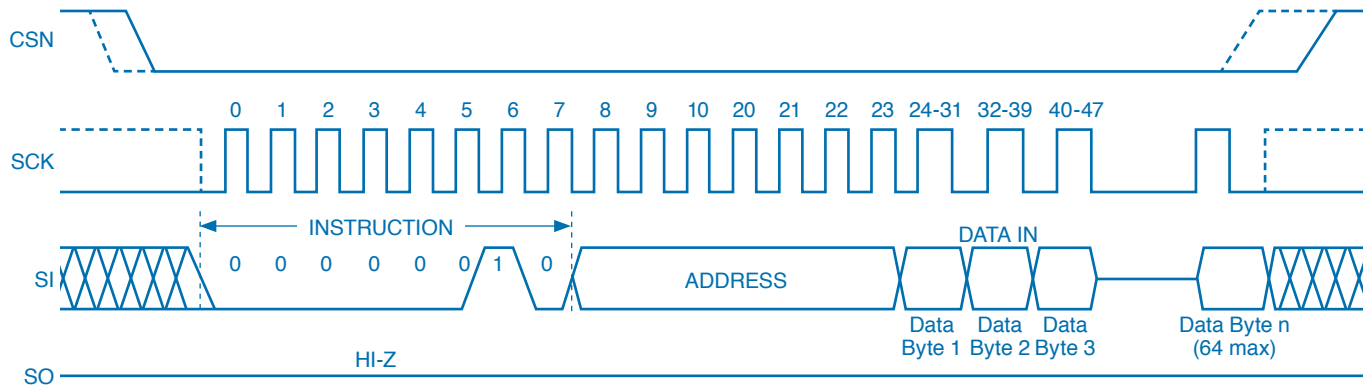 CSN
0 1 2 3 4 5 6 7 8 9 10 20 21 22 23 24-31 32-39 40-47
SCK
INSTRUCTION
DATA IN
0 0 0 0 0 0 1 0
SI
ADDRESS
Data Byte 1
Data Byte 2
Data Byte 3
Data Byte n
(64 max)
HI-Z
SO